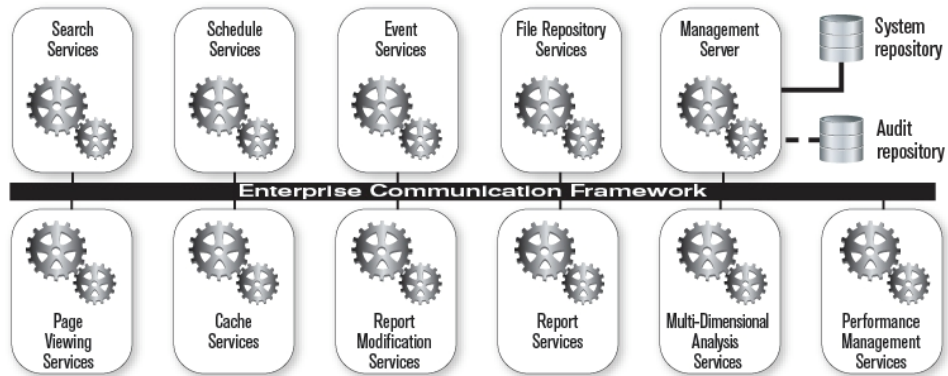 Search
Services
Schedule
Services
Event
Services
File Repository
Services
Management
Server
System
repository
Audit
repository
Enterprise Communication Framework
Page
Viewing
Services
Cache
Services
Report
Modification
Services
Report
Services
Multi-Dimensional
Analysis
Services
Performance
Management
Services